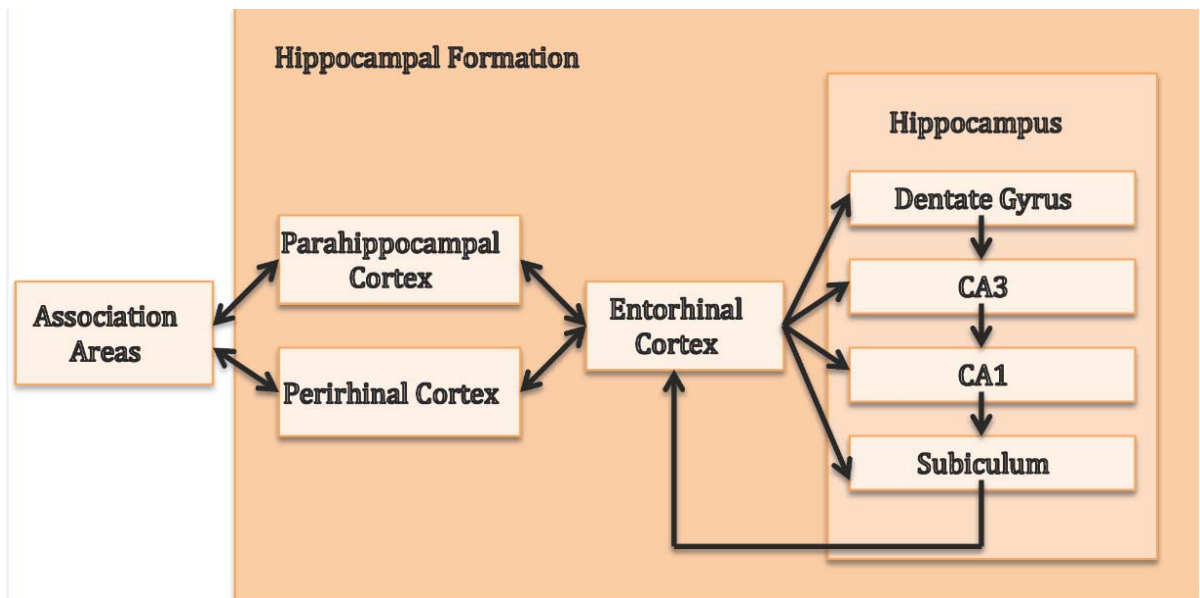 Hippocampal Formation
Hippocampus
Dentate Gyrus
Parahippocampal
Cortex
CA3
Association
Areas
Entorhinal
Cortex
CA1
Perirhinal Cortex
Subiculum